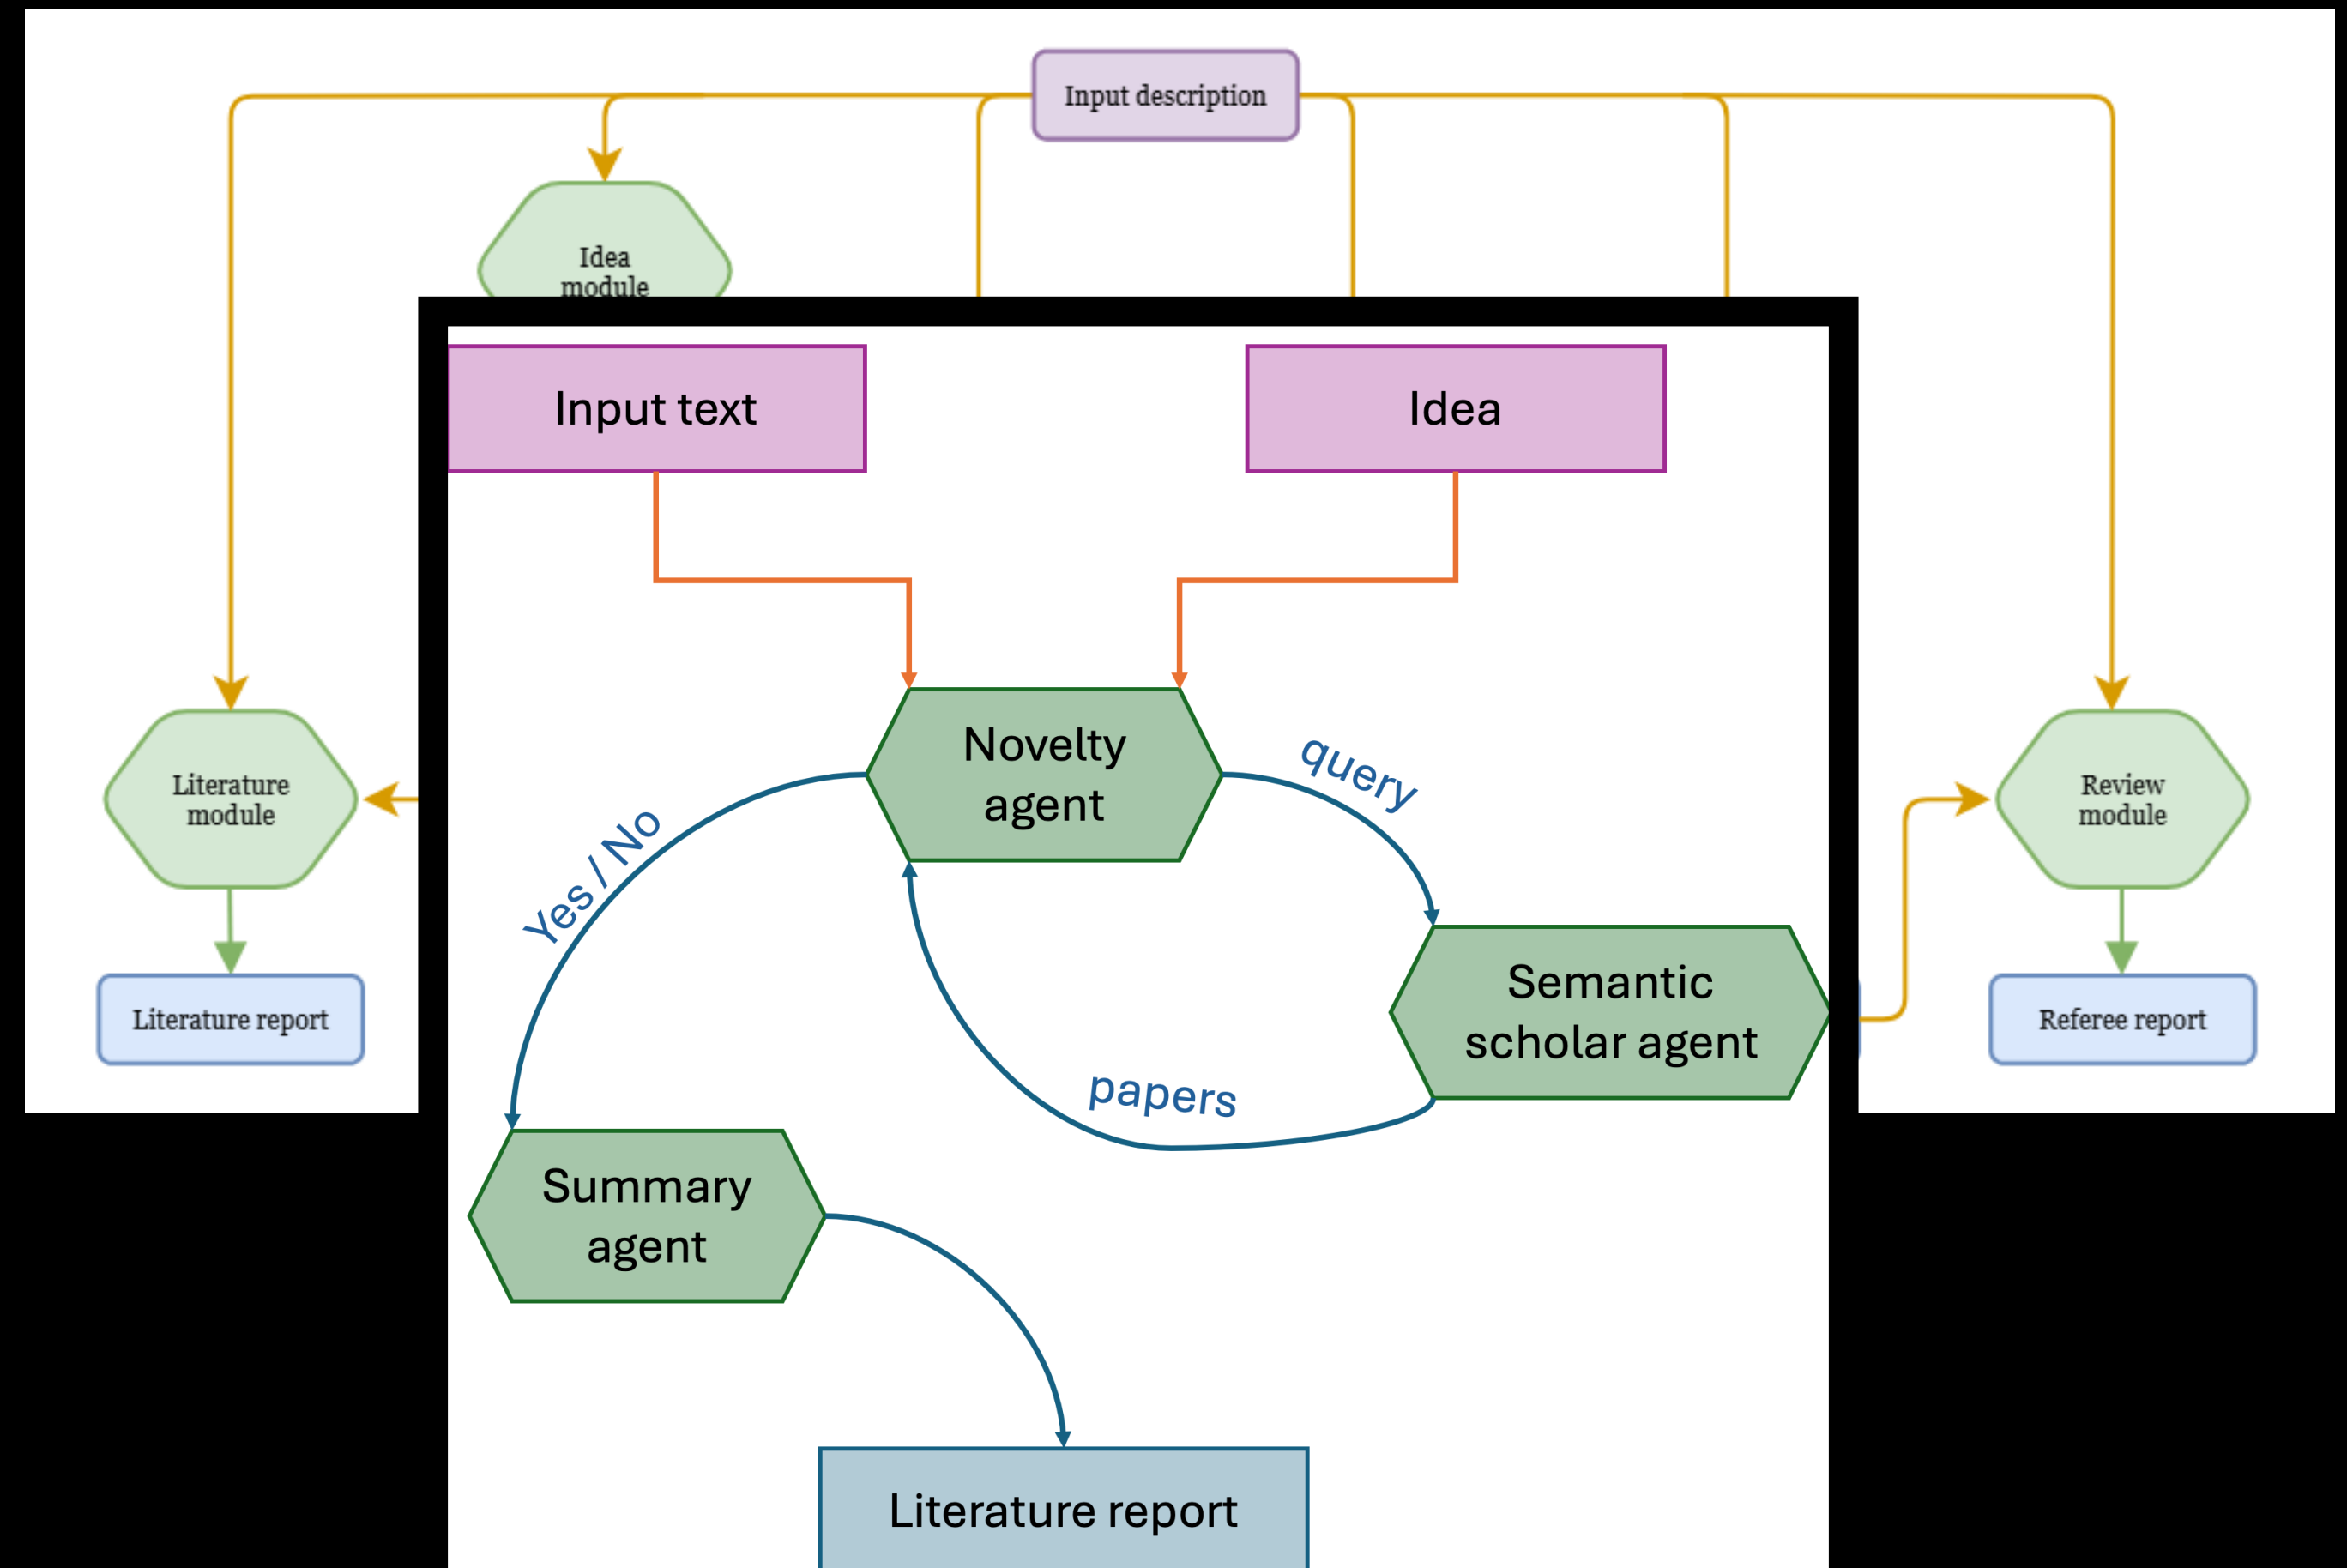 Input description
Idea
module
Input text
Idea
Novelty
agent
query
Yes / No
Literature
module
Review
module
Semantic
scholar agent
Literature report
Referee report
papers
Summary
agent
Literature report